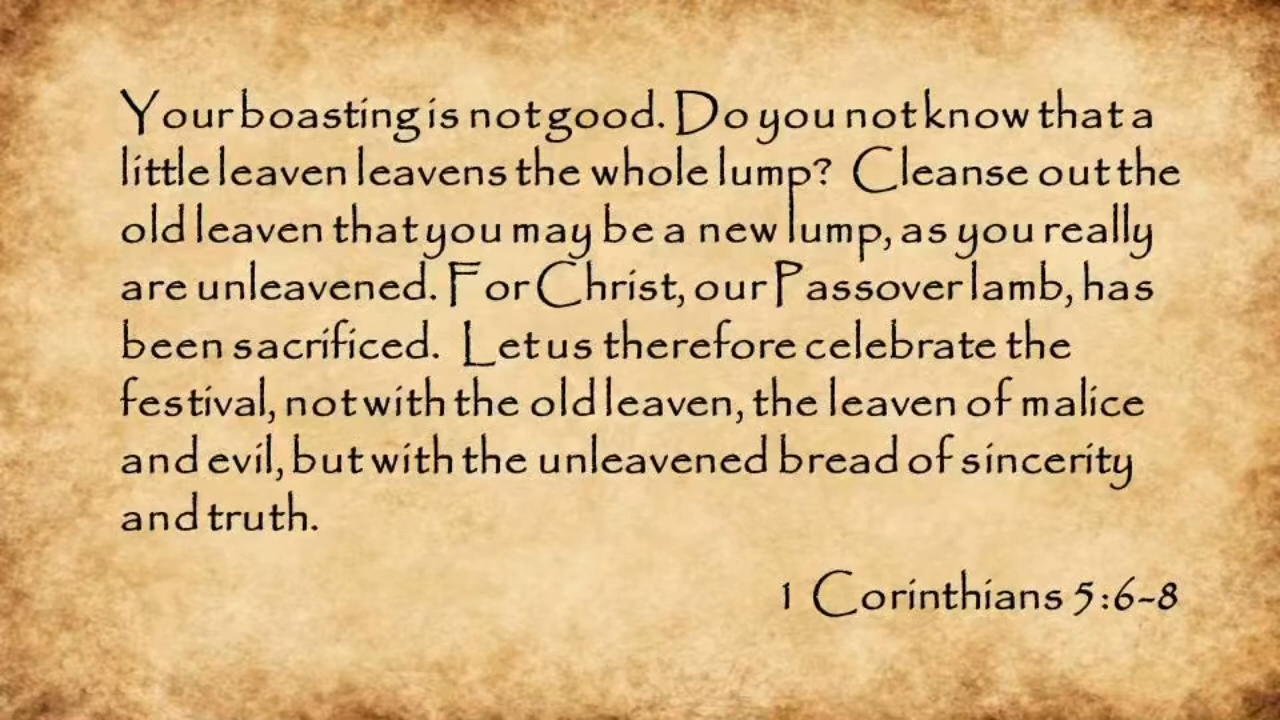 Your boasting is not good. Do you not know that a
little leaven leavens the whole lump? Cleanse out the
old leaven that you may be a new lump, as you really
are unleavened. For Christ, our Passover lamb, has
been sacrificed. Let us therefore celebrate the
festival, not with the old leaven, the leaven of malice
and evil, but with the unleavened bread of sincerity
and truth.
1 Corinthians 5:6-8